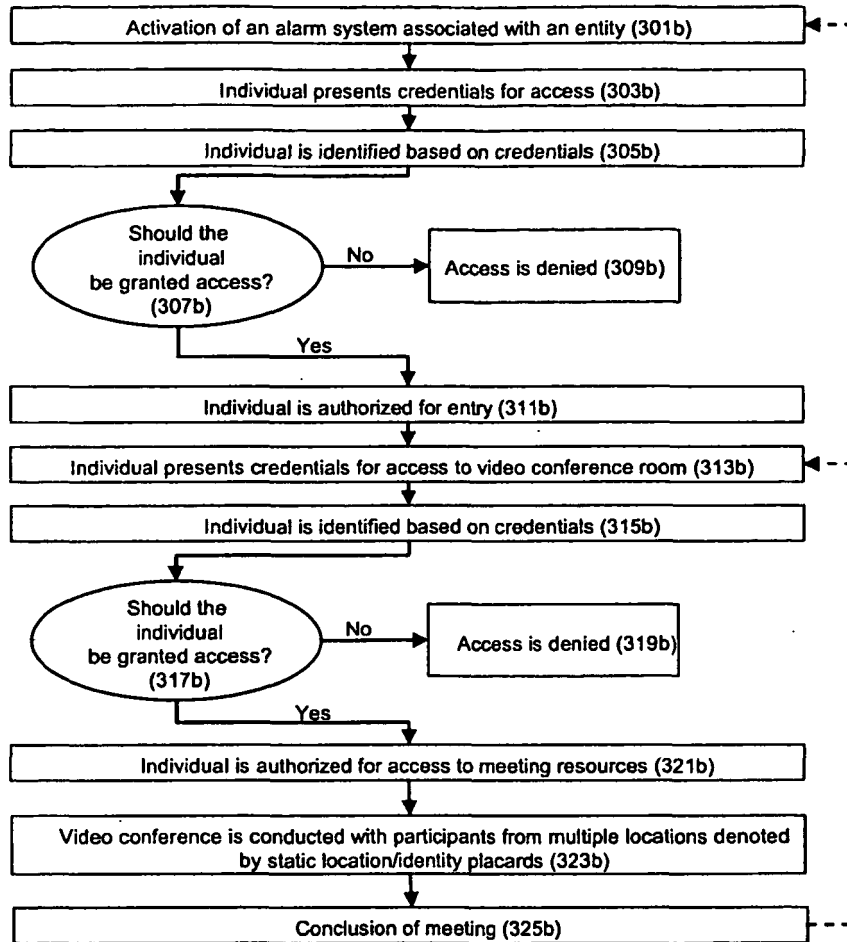 Activation of an alarm system associated with an entity (301b)
Individual presents credentials for access (303b)
Individual is identified based on credentials (305b)
Should the
individual
be granted access?
(307b)
No
Access is denied (309b)
Yes
Individual is authorized for entry (311b)
Individual presents credentials for access to video conference room (313b)
Individual is identified based on credentials (315b)
Should the
individual
be granted access?
(317b)
No
Access is denied (319b)
Yes
Individual is authorized for access to meeting resources (321b)
Video conference is conducted with participants from multiple locations denoted
by static location/identity placards (323b)
Conclusion of meeting (325b)